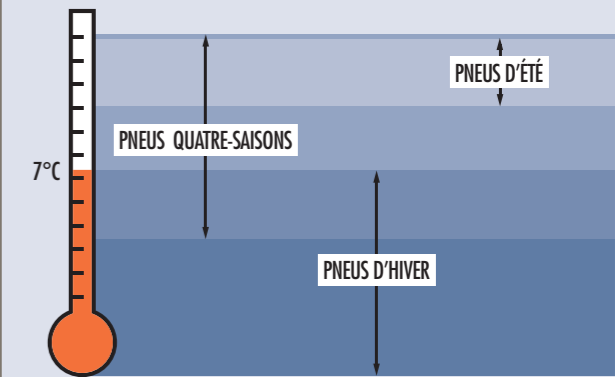 PNEUS D'ÉTÉ
PNEUS QUATRE-SAISONS
7°C
PNEUS D'HIVER